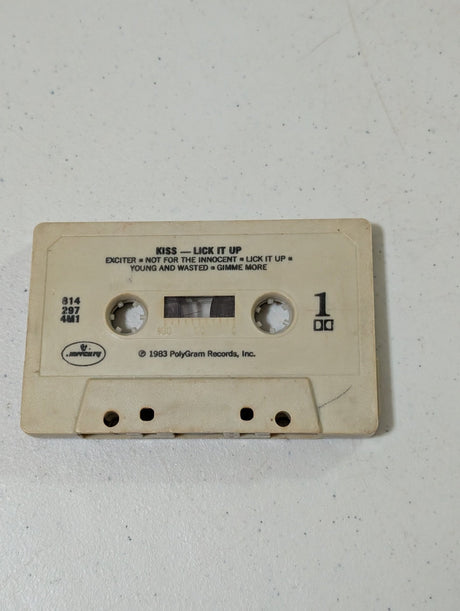 KISS — LICK IT UP
EXCITER • NOT FOR THE INNOCENT • LICK IT UP •
YOUNG AND WASTED • GIMME MORE
814
297
4M1
1
mercury
℗ 1983 PolyGram Records, Inc.